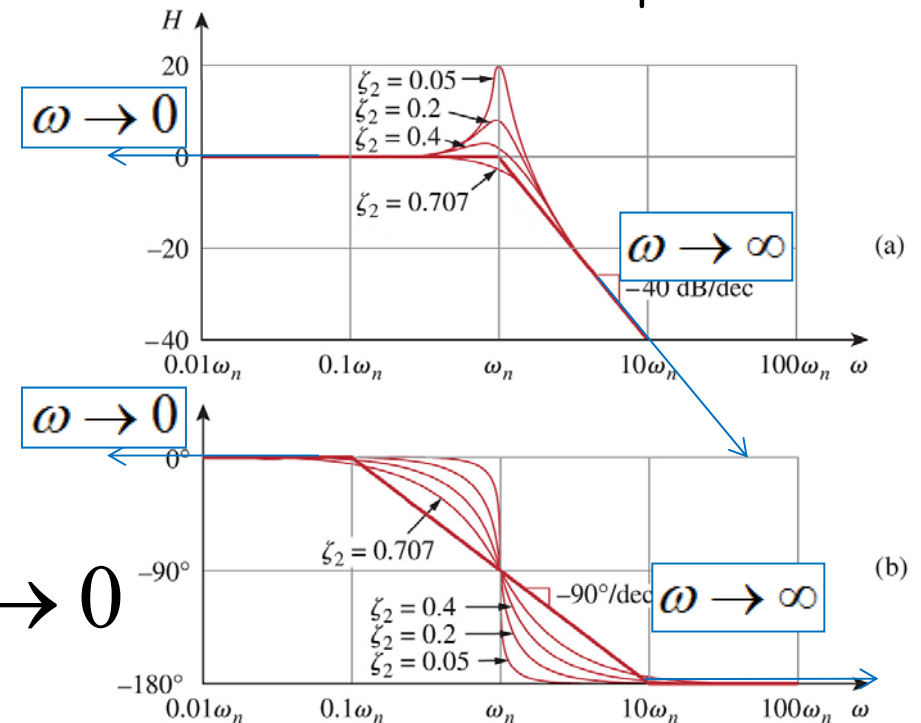 H
20
ζ₂ = 0.05
ζ₂ = 0.2
ζ₂ = 0.4
ω → 0
0
ζ₂ = 0.707
ω → ∞
(a)
−20
−40 dB/dec
−40
0.01ωₙ 0.1ωₙ ωₙ 10ωₙ 100ωₙ ω
ω → 0
0°
ζ₂ = 0.707
(b)
−90°
→ 0
−90°/dec
ω → ∞
ζ₂ = 0.4
ζ₂ = 0.2
ζ₂ = 0.05
−180°
0.01ωₙ 0.1ωₙ ωₙ 10ωₙ 100ωₙ ω